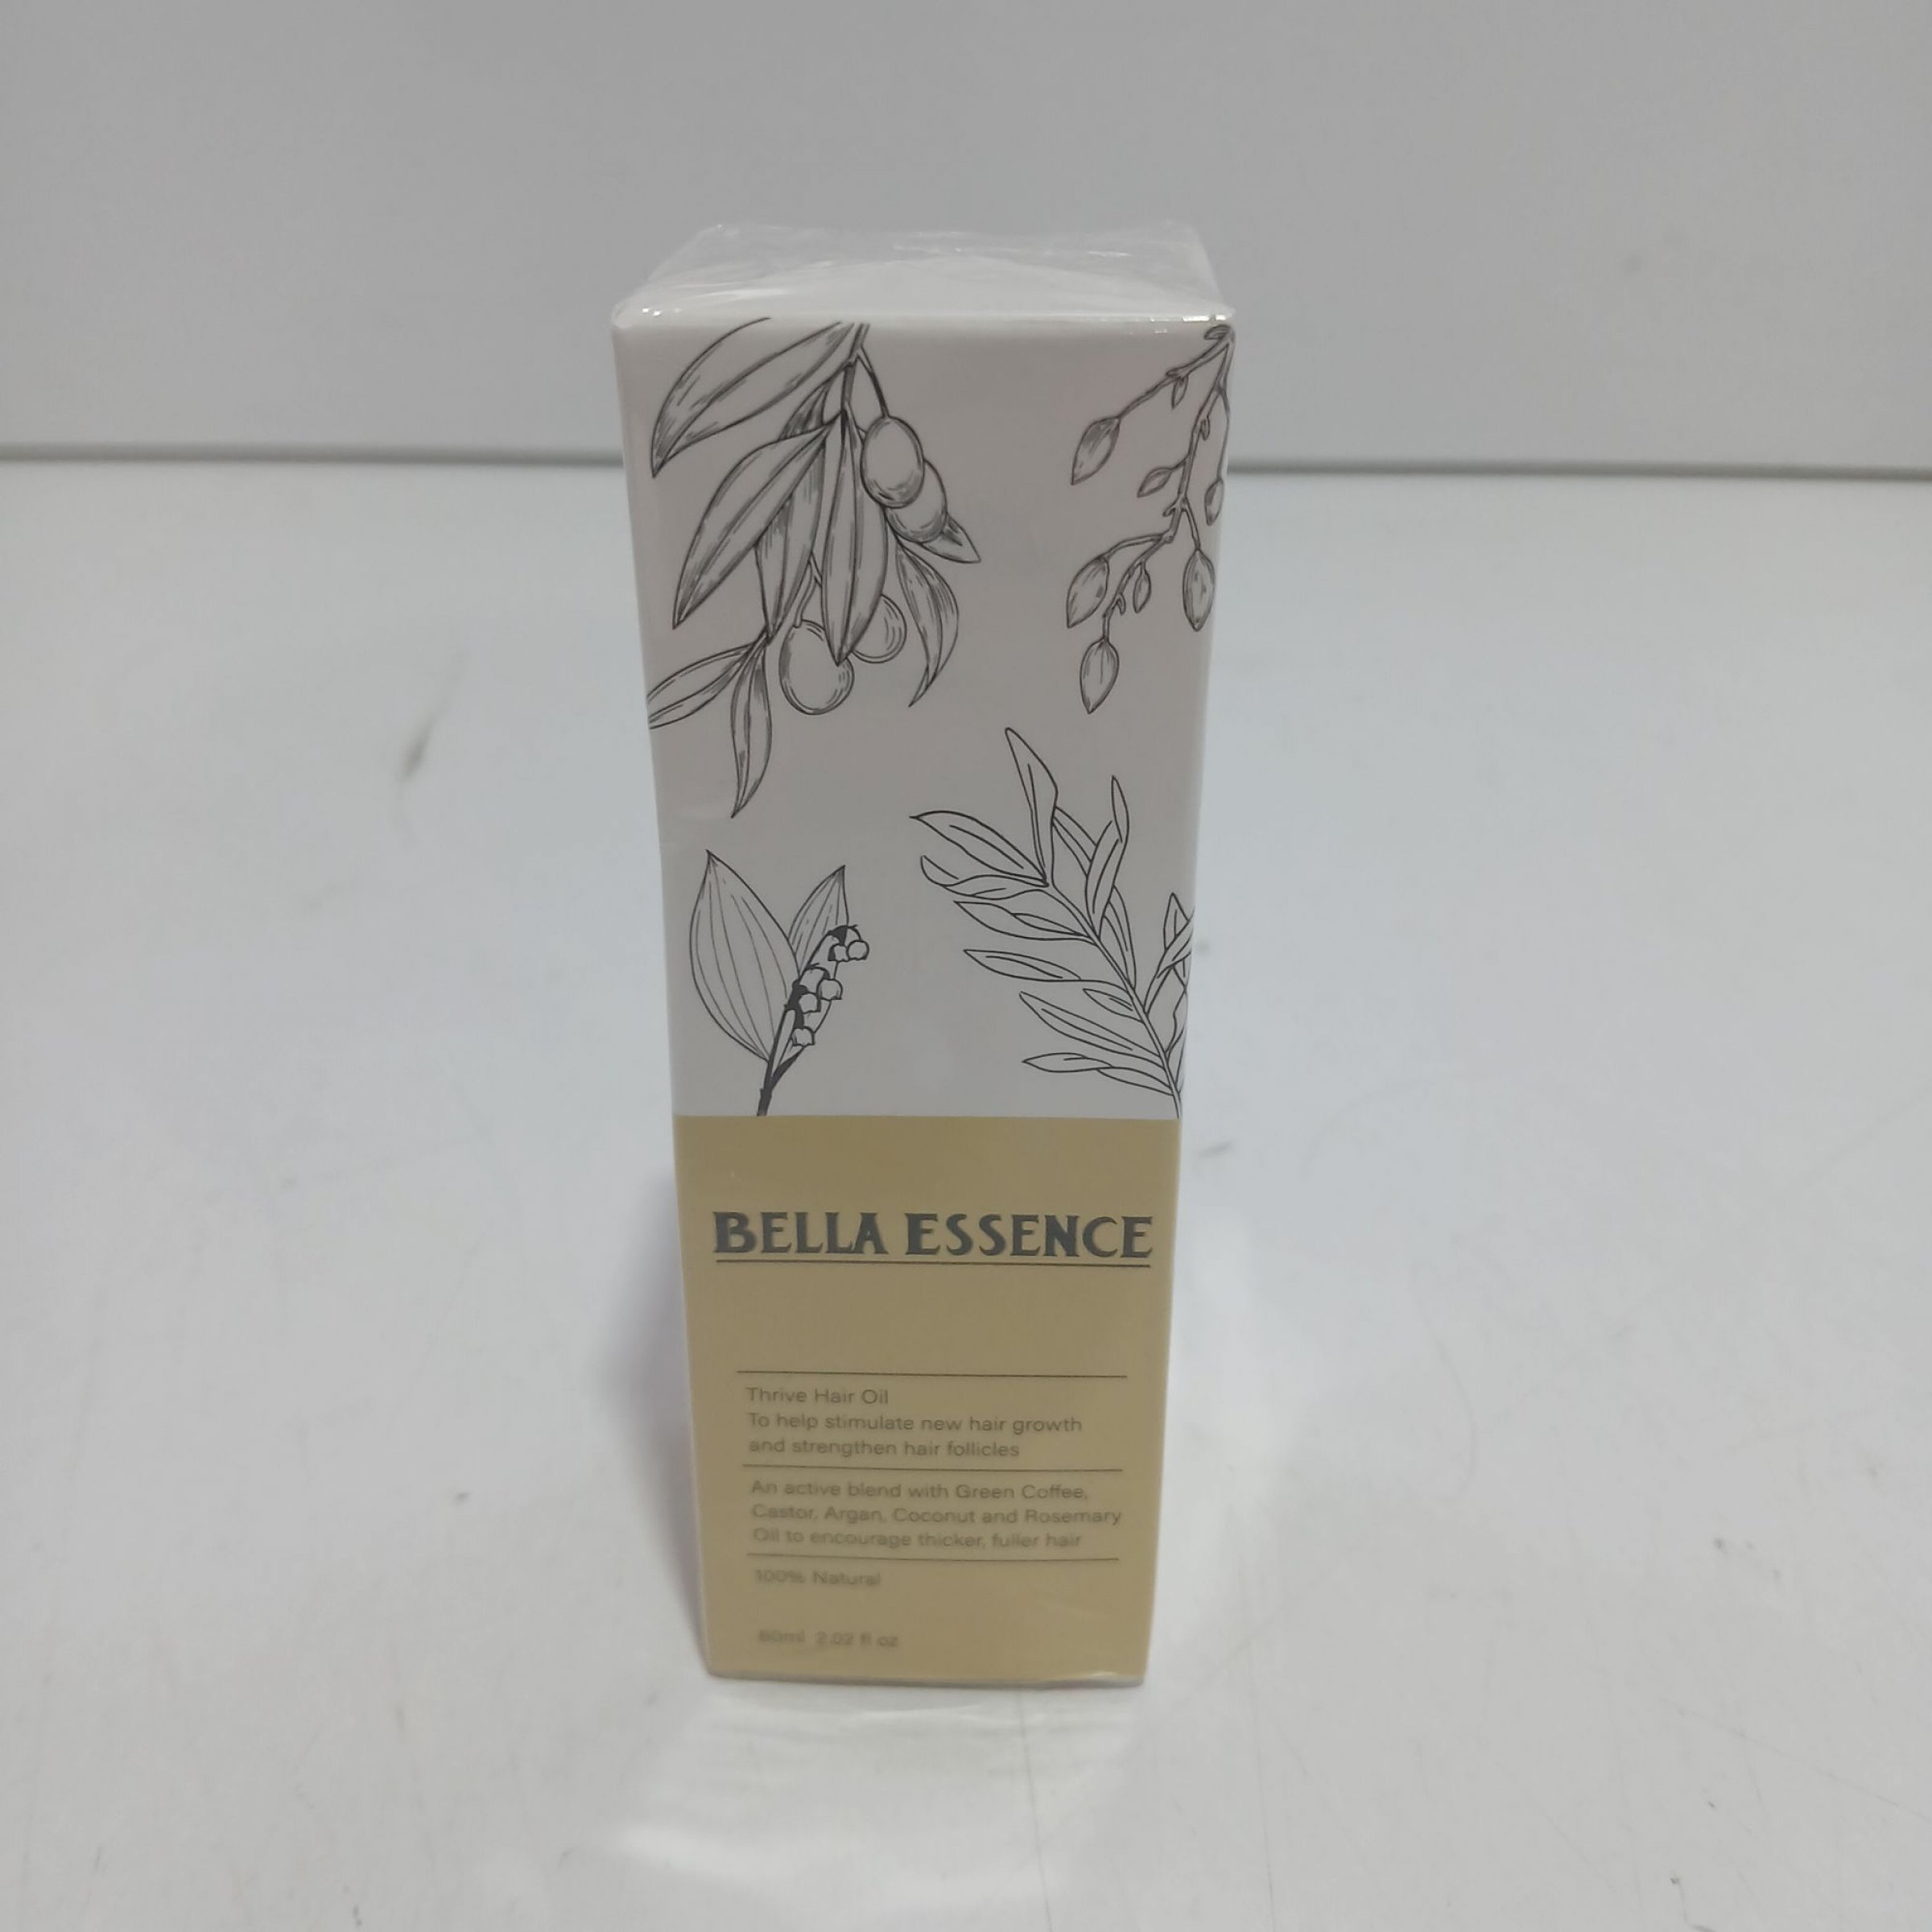 BELLA ESSENCE
Thrive Hair Oil
To help stimulate new hair growth
and strengthen hair follicles
An active blend with Green Coffee,
Castor, Argan, Coconut and Rosemary
Oil to encourage thicker, fuller hair
100% Natural
60ml 2.02 fl oz